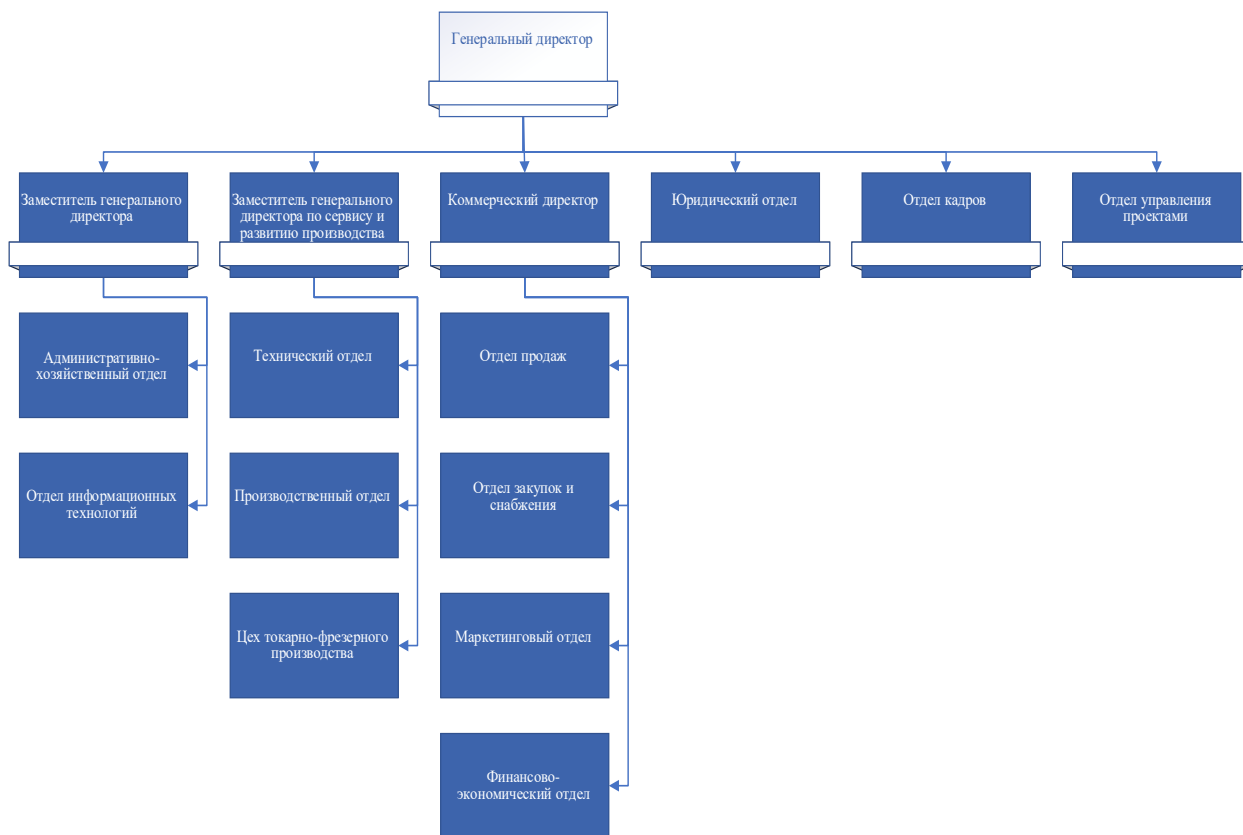 Генеральный директор
Заместитель генерального
директора
Заместитель генерального
директора по сервису и
развитию производства
Коммерческий директор
Юридический отдел
Отдел кадров
Отдел управления
проектами
Административно-
хозяйственный отдел
Технический отдел
Отдел продаж
Отдел информационных
технологий
Производственный отдел
Отдел закупок и
снабжения
Цех токарно-фрезерного
производства
Маркетинговый отдел
Финансово-
экономический отдел